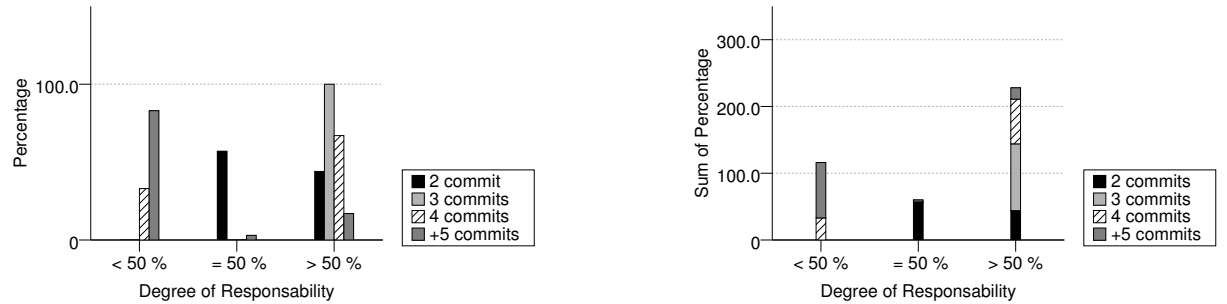 Percentage
100.0
0
< 50 %
= 50 %
> 50 %
Degree of Responsability
2 commit
3 commits
4 commits
+5 commits
Sum of Percentage
300.0
200.0
100.0
0.0
< 50 %
= 50 %
> 50 %
Degree of Responsability
2 commits
3 commits
4 commits
+5 commits